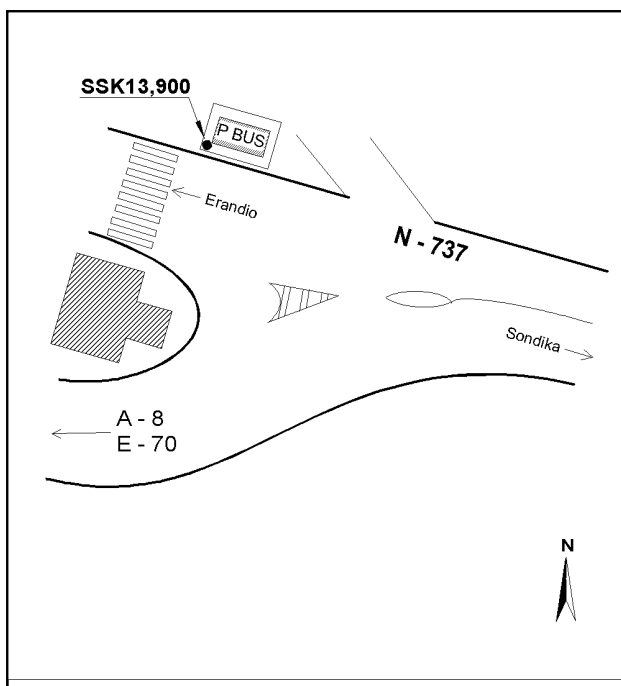 SSK13,900
P BUS
Erandio
N - 737
Sondika
A - 8
E - 70
N